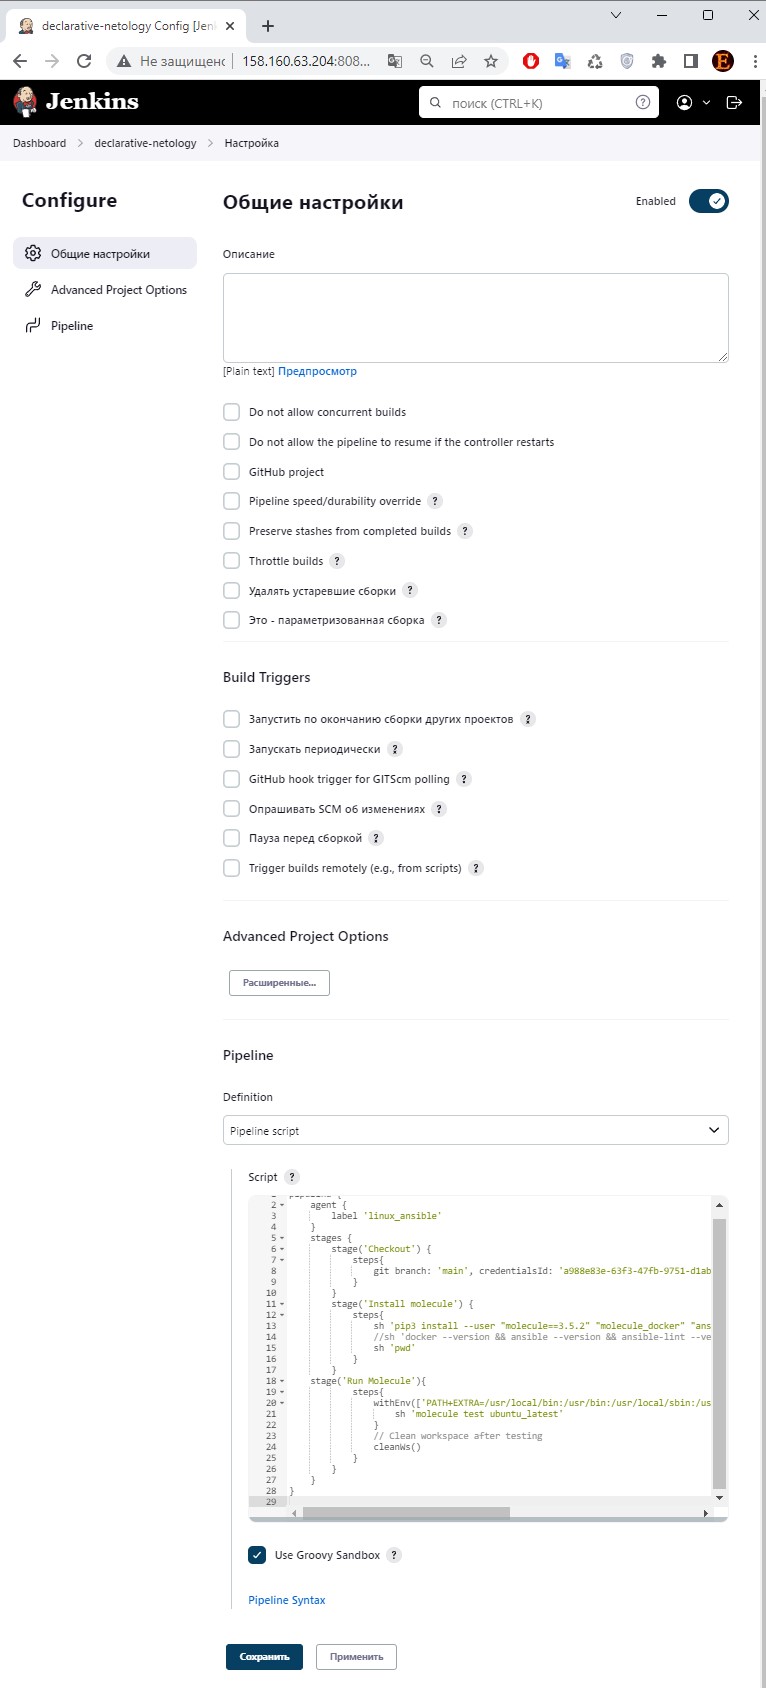 declarative-netology Config [Jen
Не защищено 158.160.63.204:808...
Jenkins
поиск (CTRL+K)
Dashboard declarative-netology Настройка
Configure
Общие настройки
Advanced Project Options
Pipeline
Общие настройки
Enabled
Описание
[Plain text] Предпросмотр
Do not allow concurrent builds
Do not allow the pipeline to resume if the controller restarts
GitHub project
Pipeline speed/durability override ?
Preserve stashes from completed builds ?
Throttle builds ?
Удалять устаревшие сборки ?
Это - параметризованная сборка ?
Build Triggers
Запустить по окончанию сборки других проектов ?
Запускать периодически ?
GitHub hook trigger for GITScm polling ?
Опрашивать SCM об изменениях ?
Пауза перед сборкой ?
Trigger builds remotely (e.g., from scripts) ?
Advanced Project Options
Расширенные...
Pipeline
Definition
Pipeline script
Script ?
2 agent {
3 label 'linux_ansible'
4 }
5 stages {
6 stage('Checkout') {
7 steps{
8 git branch: 'main', credentialsId: 'a988e83e-63f3-47fb-9751-d1ab
9 }
10 }
11 stage('Install molecule') {
12 steps{
13 sh 'pip3 install --user "molecule==3.5.2" "molecule_docker" "ans
14 //sh 'docker --version && ansible --version && ansible-lint --ve
15 sh 'pwd'
16 }
17 }
18 stage('Run Molecule'){
19 steps{
20 withEnv(['PATH+EXTRA=/usr/local/bin:/usr/bin:/usr/local/sbin:/us
21 sh 'molecule test ubuntu_latest'
22 }
23 // Clean workspace after testing
24 cleanWs()
25 }
26 }
27 }
28 }
29
Use Groovy Sandbox ?
Pipeline Syntax
Сохранить Применить